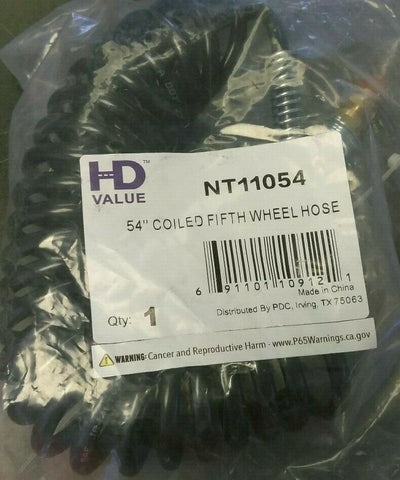 HD™
VALUE
NT11054
54" COILED FIFTH WHEEL HOSE
6 91101 10912 1
Made in China
Distributed By PDC, Irving, TX 75063
Qty: 1
WARNING: Cancer and Reproductive Harm - www.P65Warnings.ca.gov